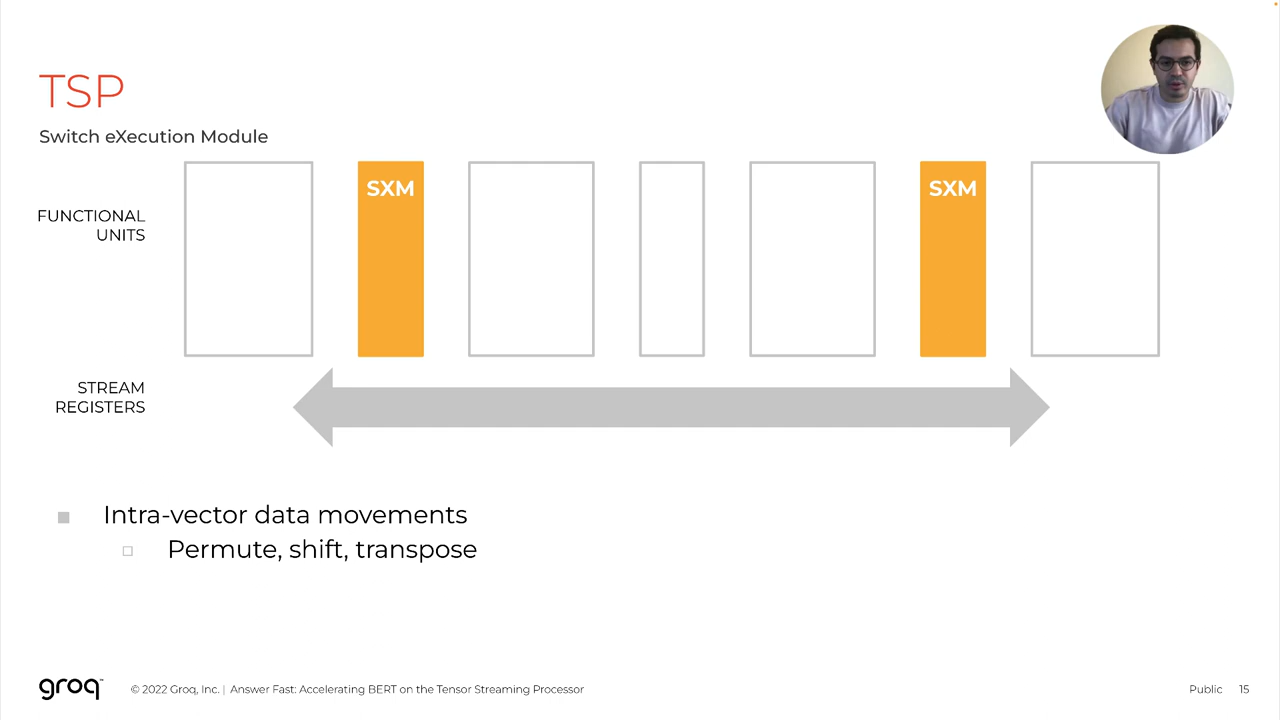 TSP
Switch eXecution Module
SXM
SXM
FUNCTIONAL
UNITS
STREAM
REGISTERS
Intra-vector data movements
Permute, shift, transpose
groq™
© 2022 Groq, Inc. | Answer Fast: Accelerating BERT on the Tensor Streaming Processor
Public 15